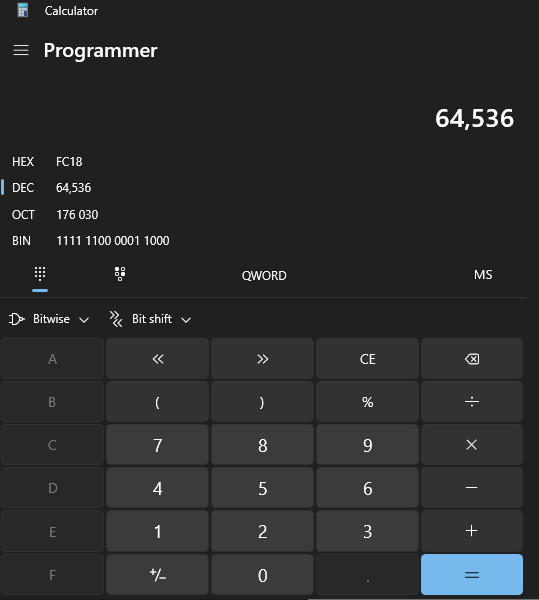 Calculator
Programmer
64,536
HEX FC18
DEC 64,536
OCT 176 030
BIN 1111 1100 0001 1000
QWORD MS
Bitwise Bit shift
A << >> CE
B ( ) % ÷
C 7 8 9 ×
D 4 5 6 −
E 1 2 3 +
F +/− 0 . =